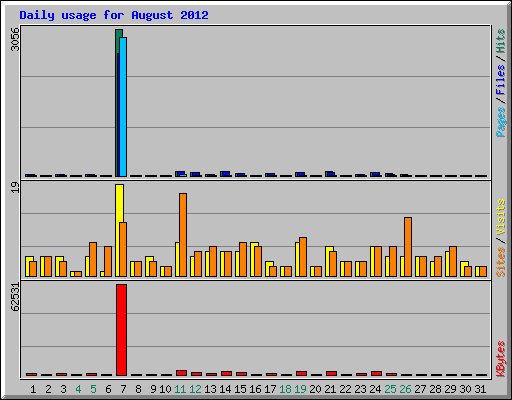 Daily usage for August 2012
3056
Pages / Files / Hits
19
Sites / Visits
62531
KBytes
1 2 3 4 5 6 7 8 9 10 11 12 13 14 15 16 17 18 19 20 21 22 23 24 25 26 27 28 29 30 31